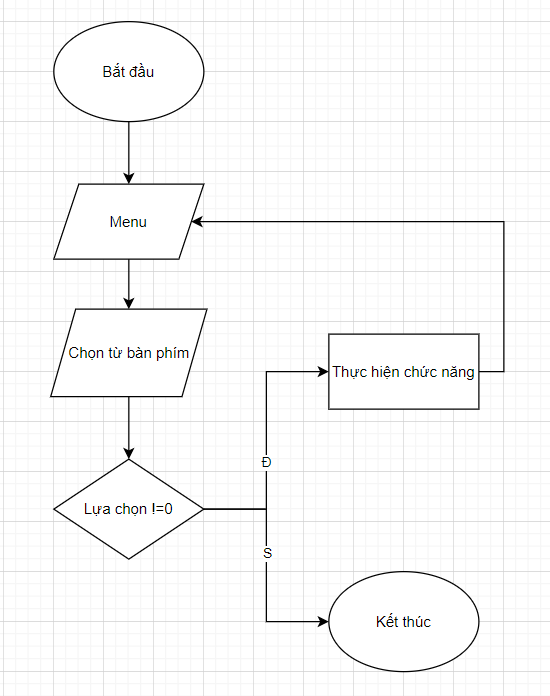 Bắt đầu
Menu
Chọn từ bàn phím
Thực hiện chức năng
Đ
Lựa chọn !=0
S
Kết thúc